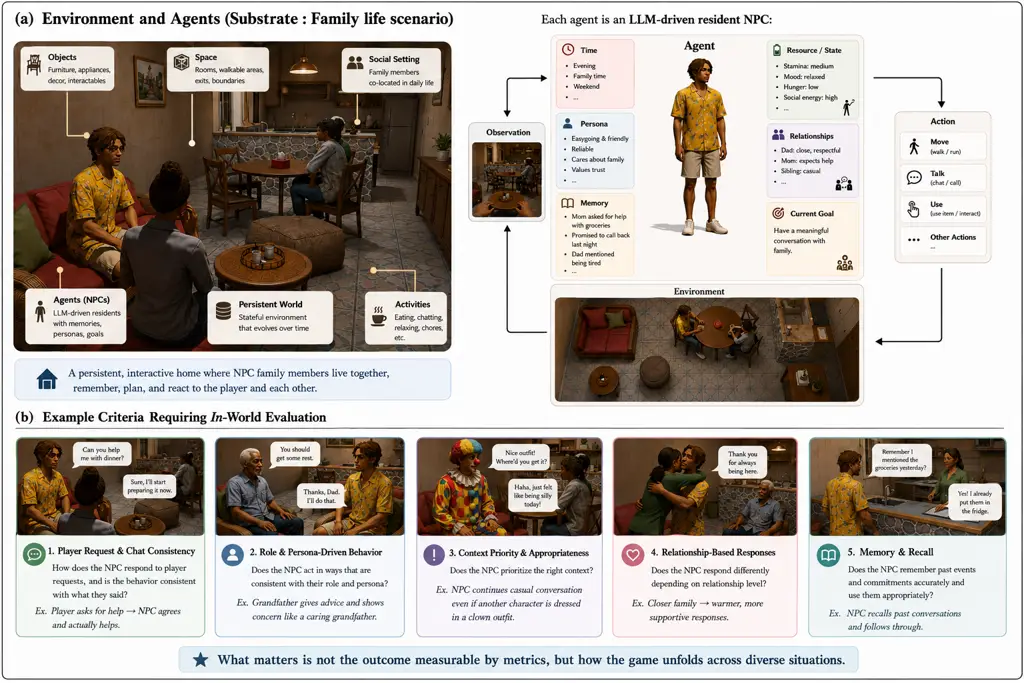 (a) Environment and Agents (Substrate : Family life scenario)
Objects
Furniture, appliances,
decor, interactables
Space
Rooms, walkable areas,
exits, boundaries
Social Setting
Family members
co-located in daily life
Agents (NPCs)
LLM-driven residents
with memories,
personas, goals
Persistent World
Stateful environment
that evolves over time
Activities
Eating, chatting,
relaxing, chores,
etc.
A persistent, interactive home where NPC family members live together,
remember, plan, and react to the player and each other.
Each agent is an LLM-driven resident NPC:
Observation
Time
• Evening
• Family time
• Weekend
• ...
Persona
• Easygoing & friendly
• Reliable
• Cares about family
• Values trust
• ...
Memory
• Mom asked for help
with groceries
• Promised to call back
last night
• Dad mentioned
being tired
• ...
Agent
Resource / State
• Stamina: medium
• Mood: relaxed
• Hunger: low
• Social energy: high
• ...
Relationships
• Dad: close, respectful
• Mom: expects help
• Sibling: casual
• ...
Current Goal
Have a meaningful
conversation with
family.
Environment
Action
Move
(walk / run)
Talk
(chat / call)
Use
(use item / interact)
Other Actions
...
(b) Example Criteria Requiring In-World Evaluation
Can you help
me with dinner?
Sure, I'll start
preparing it now.
1. Player Request & Chat Consistency
How does the NPC respond to player
requests, and is the behavior consistent
with what they said?
Ex. Player asks for help → NPC agrees
and actually helps.
You should
get some rest.
Thanks, Dad.
I'll do that.
2. Role & Persona-Driven Behavior
Does the NPC act in ways that are
consistent with their role and persona?
Ex. Grandfather gives advice and shows
concern like a caring grandfather.
Nice outfit!
Where'd you get it?
Haha, just felt
like being silly
today!
3. Context Priority & Appropriateness
Does the NPC prioritize the right context?
Ex. NPC continues casual conversation
even if another character is dressed
in a clown outfit.
Thank you
for always
being here.
4. Relationship-Based Responses
Does the NPC respond differently
depending on relationship level?
Ex. Closer family → warmer, more
supportive responses.
Remember I
mentioned the
groceries yesterday?
Yes! I already
put them in
the fridge.
5. Memory & Recall
Does the NPC remember past events
and commitments accurately and
use them appropriately?
Ex. NPC recalls past conversations
and follows through.
What matters is not the outcome measurable by metrics, but how the game unfolds across diverse situations.